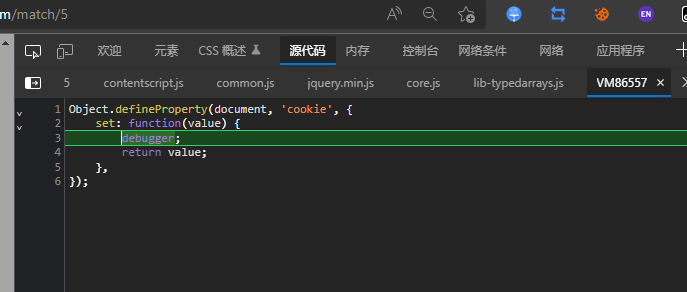 m/match/5
A
EN
欢迎 元素 CSS 概述 源代码 内存 控制台 网络条件 网络 应用程序
5 contentscript.js common.js jquery.min.js core.js lib-typedarrays.js VM86557 ×
1 Object.defineProperty(document, 'cookie', {
2 set: function(value) {
3 debugger;
4 return value;
5 },
6 });